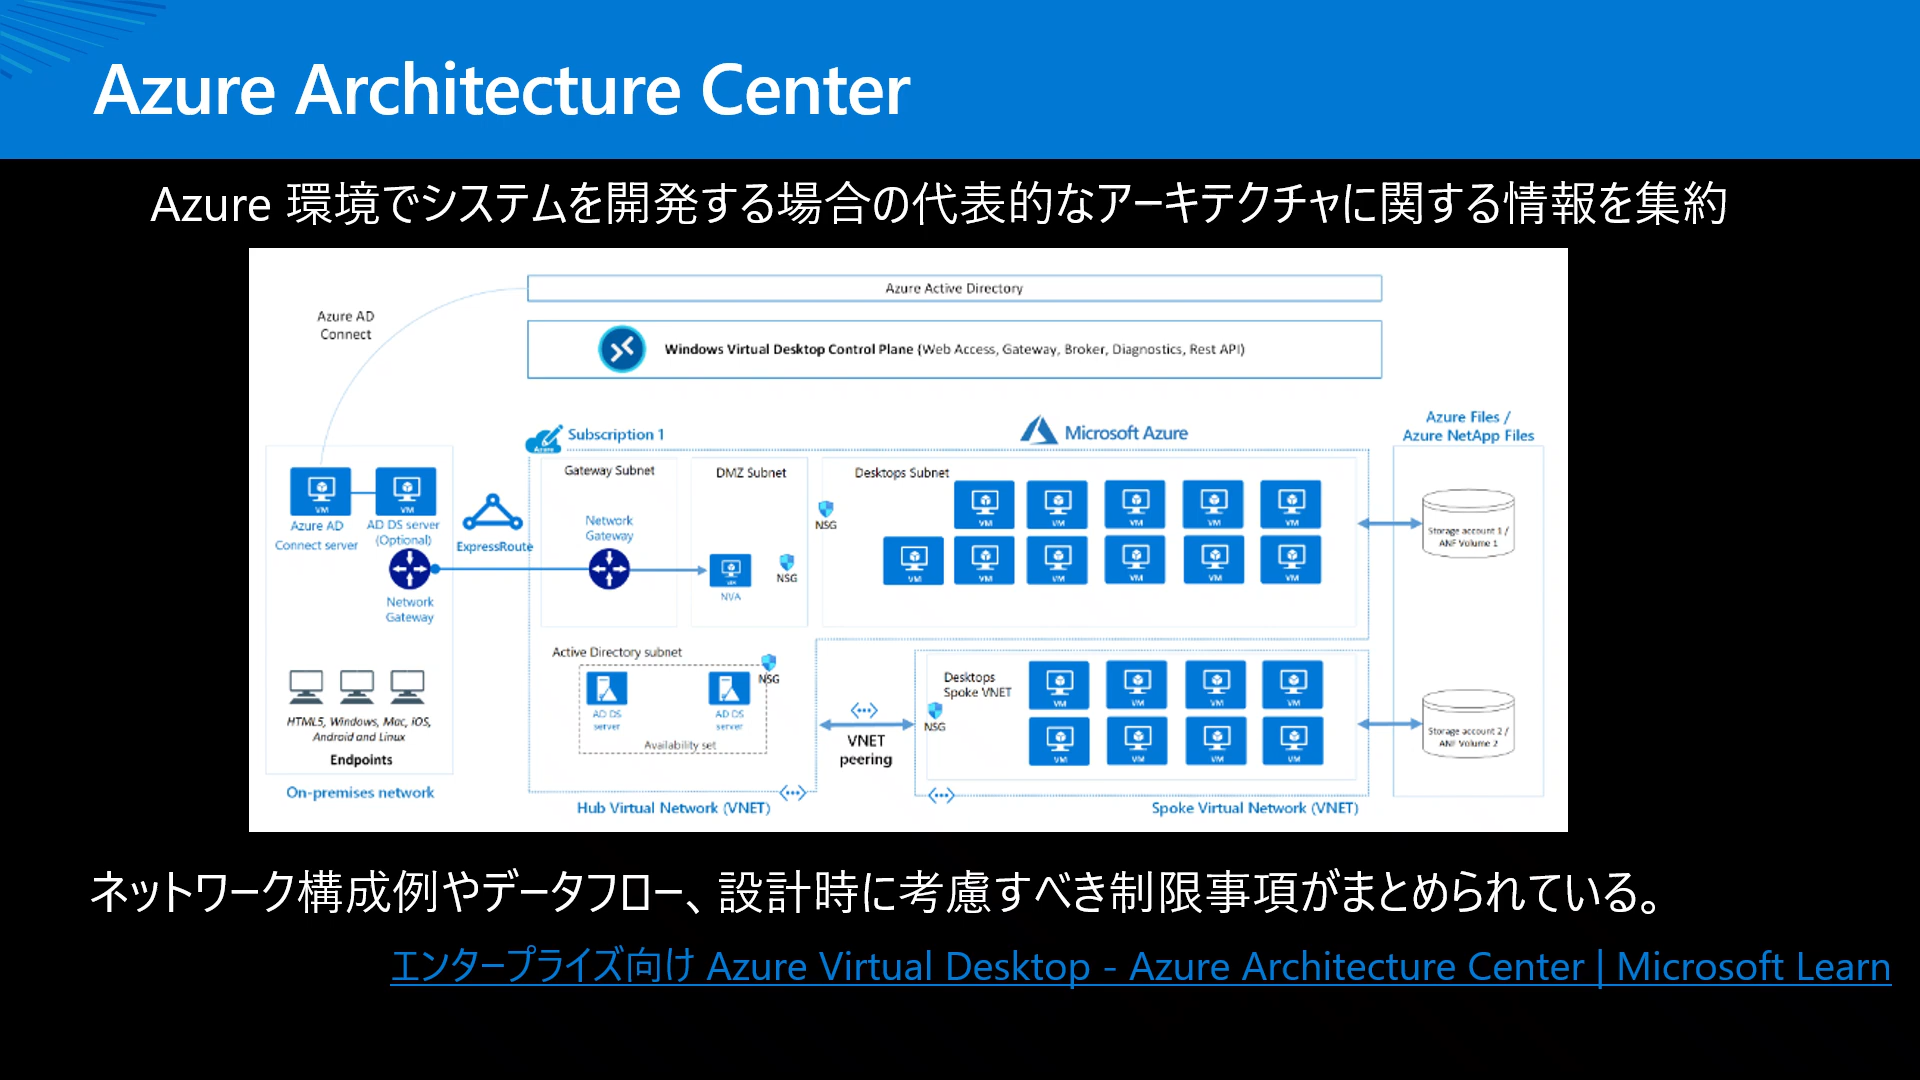 Azure Architecture Center
Azure 環境でシステムを開発する場合の代表的なアーキテクチャに関する情報を集約
Azure Active Directory
Azure AD
Connect
Windows Virtual Desktop Control Plane (Web Access, Gateway, Broker, Diagnostics, Rest API)
Subscription 1
Microsoft Azure
Azure Files /
Azure NetApp Files
Gateway Subnet
DMZ Subnet
Desktops Subnet
VM
VM
Azure AD
Connect server
AD DS server
(Optional)
ExpressRoute
Network
Gateway
Network
Gateway
NVA
NSG
NSG
VM
VM
VM
VM
VM
VM
VM
VM
VM
VM
VM
Storage account 1 /
ANF Volume 1
HTML5, Windows, Mac, iOS,
Android and Linux
Endpoints
On-premises network
Active Directory subnet
NSG
AD DS
server
AD DS
server
Availability set
Hub Virtual Network (VNET)
VNET
peering
Desktops
Spoke VNET
NSG
VM
VM
VM
VM
VM
VM
VM
VM
Storage account 2 /
ANF Volume 2
Spoke Virtual Network (VNET)
ネットワーク構成例やデータフロー、設計時に考慮すべき制限事項がまとめられている。
エンタープライズ向け Azure Virtual Desktop - Azure Architecture Center | Microsoft Learn